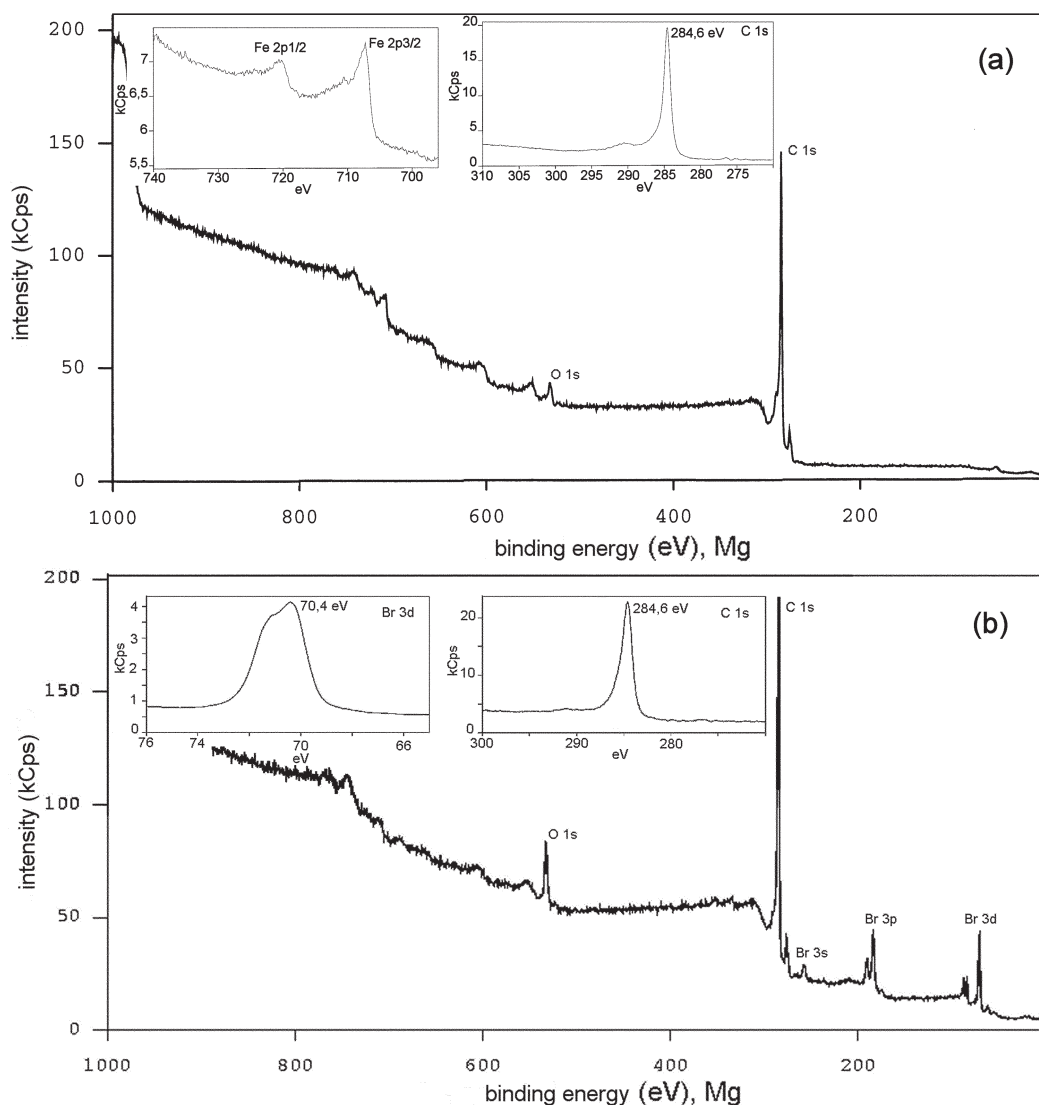 200
150
100
50
0
intensity (kCps)
Fe 2p1/2
Fe 2p3/2
7
6,5
6
5,5
kCps
740
730
720
710
700
eV
20
15
10
5
0
kCps
284,6 eV
C 1s
310
305
300
295
290
285
280
275
eV
(a)
C 1s
O 1s
1000
800
600
400
200
binding energy (eV), Mg
200
150
100
50
0
intensity (kCps)
4
3
2
1
0
kCps
70,4 eV
Br 3d
76
74
70
66
eV
20
10
0
kCps
284,6 eV
C 1s
300
290
280
eV
C 1s
(b)
O 1s
Br 3s
Br 3p
Br 3d
1000
800
600
400
200
binding energy (eV), Mg